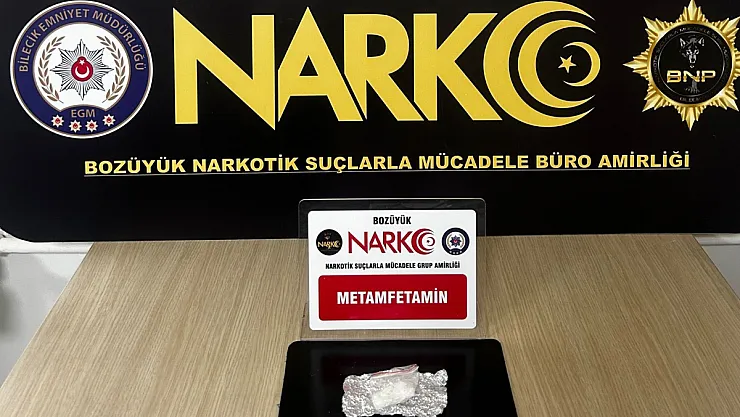 BİLECİK EMNİYET MÜDÜRLÜĞÜ
EGM
NARKO
BNP
BOZÜYÜK NARKOTİK SUÇLARLA MÜCADELE BÜRO AMİRLİĞİ
BOZÜYÜK
NARKO
NARKO
NARKOTİK SUÇLARLA MÜCADELE GRUP AMİRLİĞİ
METAMFETAMİN